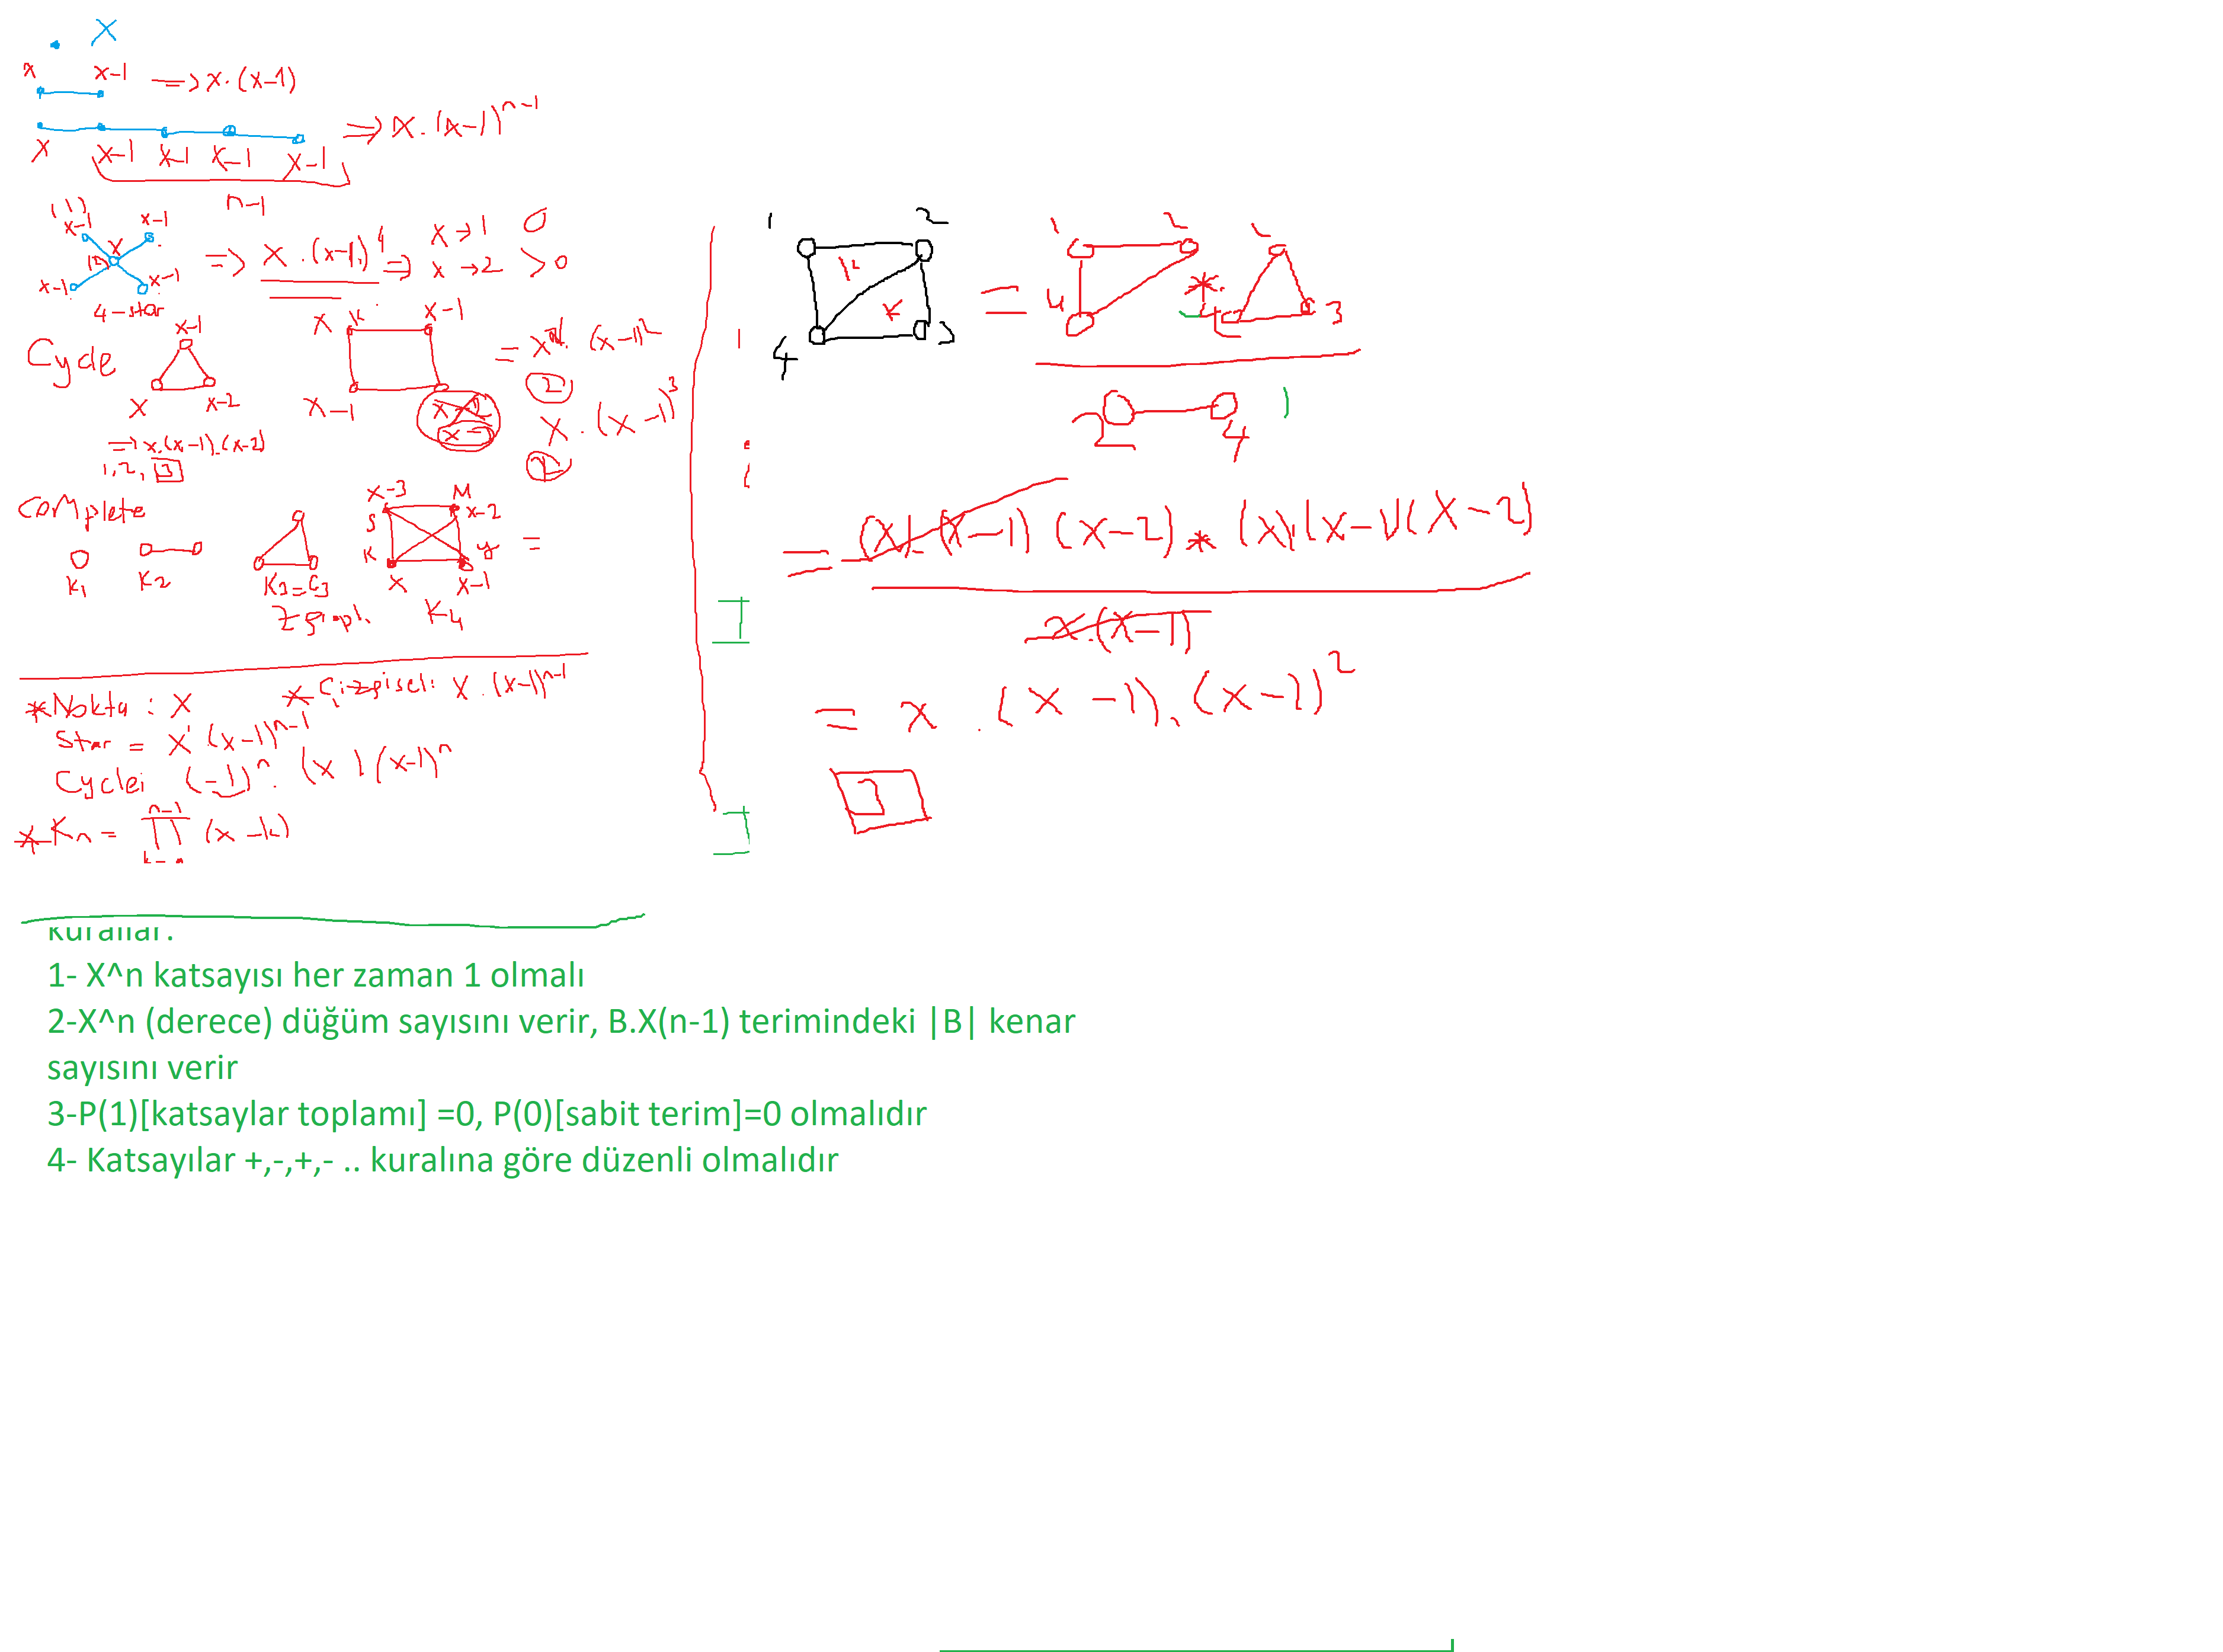 X
x x-1 => x.(x-1)
=> x.(x-1)^n-1
x x-1 x-1 x-1 x-1
n-1
(1)
x-1 x-1
x
=> x.(x-1)^4 => x→1 0
x→2 >0
x-1 x-1
4-star
Cycle
x-1
x x-2
=> x.(x-1).(x-2)
1,2,3
x K x-1
x-1
= x. (x-1)^2
2
x.(x-1)^3
2
Complete
K1
K2
K3=C3
K4
x-3 M
S x-2
K y =
x x-1
*Nokta: X
* Çizgisel: x.(x-1)^n-1
Star = x.(x-1)^n-1
Cycle: (-1)^n. (x) (x-1)^n
*Kn = ∏ (x-k)
n-1
1 2
4
K
=
1 2
4
*
3
2 4
= (x).(x-1)(x-2) * (x).(x-1)(x-2)
x.(x-1)
= x.(x-1).(x-2)^2
kurallar:
1- X^n katsayısı her zaman 1 olmalı
2-X^n (derece) düğüm sayısını verir, B.X(n-1) terimindeki |B| kenar
sayısını verir
3-P(1)[katsaylar toplamı] =0, P(0)[sabit terim]=0 olmalıdır
4- Katsayılar +,-,+,- .. kuralına göre düzenli olmalıdır